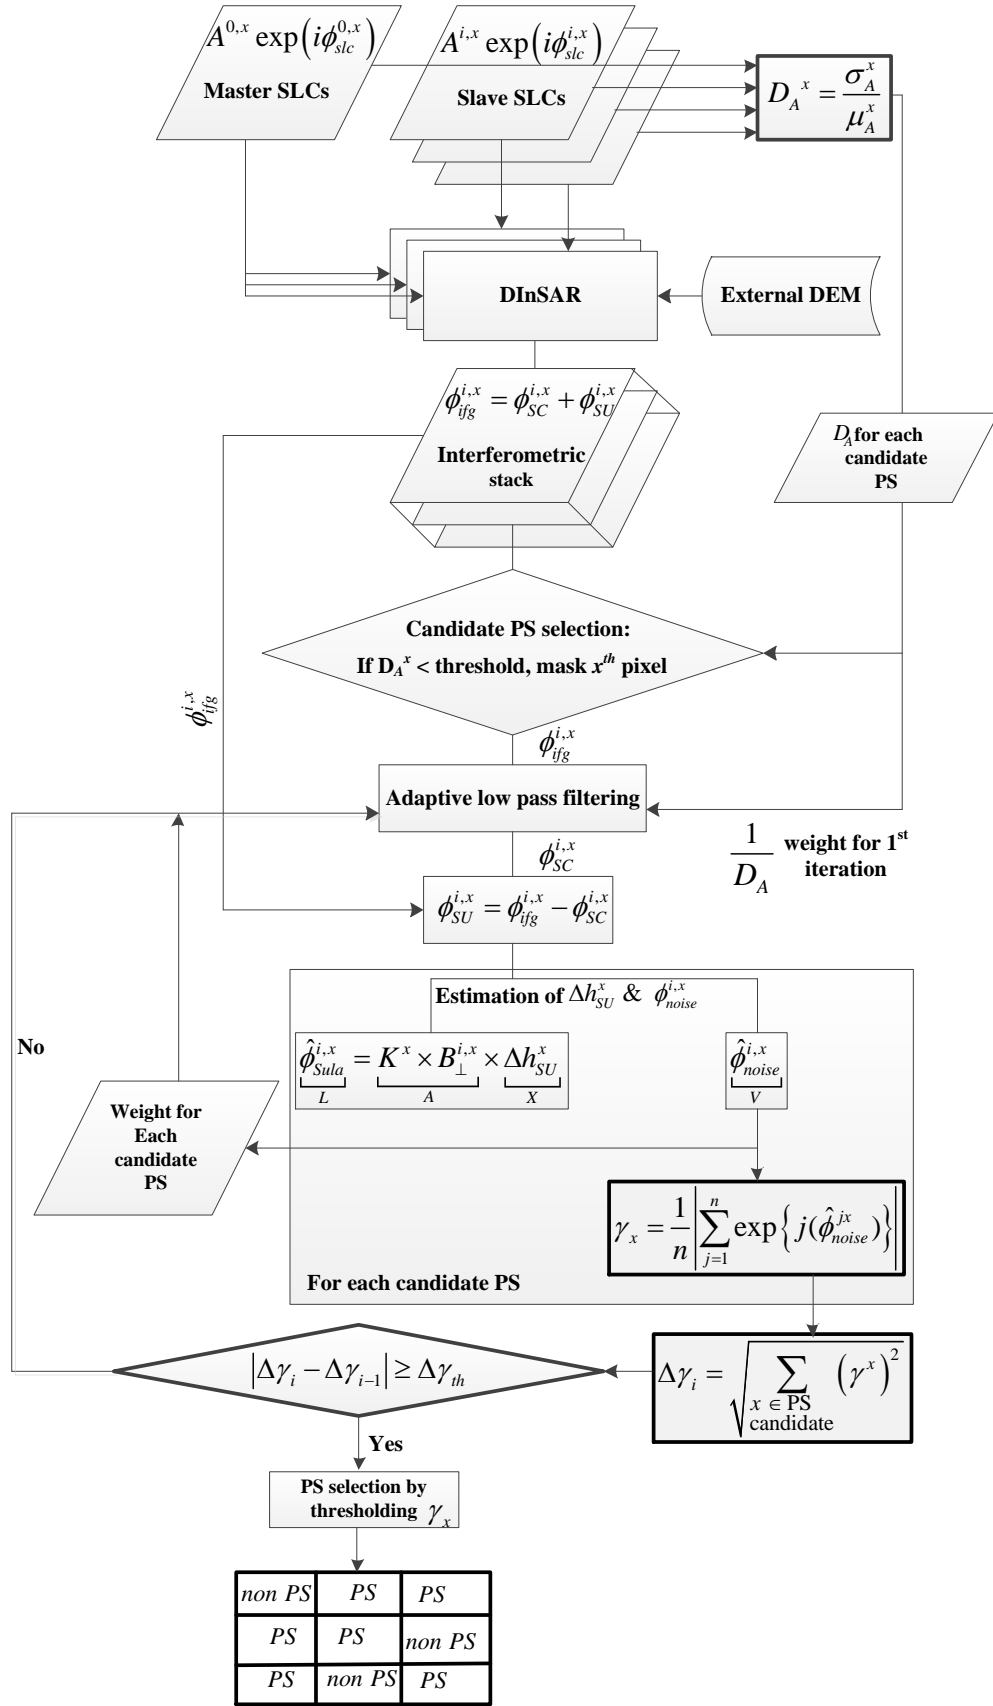 A^{0,x} exp(iϕ_{slc}^{0,x})
Master SLCs
A^{i,x} exp(iϕ_{slc}^{i,x})
Slave SLCs
D_A^x = σ_A^x / μ_A^x
DInSAR
External DEM
ϕ_{ifg}^{i,x} = ϕ_{SC}^{i,x} + ϕ_{SU}^{i,x}
Interferometric
stack
D_A for each
candidate
PS
Candidate PS selection:
If D_A^x < threshold, mask x^{th} pixel
ϕ_{ifg}^{i,x}
ϕ_{ifg}^{i,x}
Adaptive low pass filtering
ϕ_{SC}^{i,x}
1 / D_A weight for 1^{st}
iteration
ϕ_{SU}^{i,x} = ϕ_{ifg}^{i,x} − ϕ_{SC}^{i,x}
Estimation of Δh_{SU}^x & ϕ_{noise}^{i,x}
No
ϕ̂_{Sula}^{i,x} = K^x × B_⊥^{i,x} × Δh_{SU}^x
L A X
ϕ̂_{noise}^{i,x}
V
Weight for
Each
candidate
PS
γ_x = 1/n |∑_{j=1}^{n} exp{j(ϕ̂_{noise}^{jx})}|
For each candidate PS
|Δγ_i − Δγ_{i−1}| ≥ Δγ_{th}
Δγ_i = √(∑_{x ∈ PS candidate} (γ^x)^2)
Yes
PS selection by
thresholding γ_x
non PS PS PS
PS PS non PS
PS non PS PS